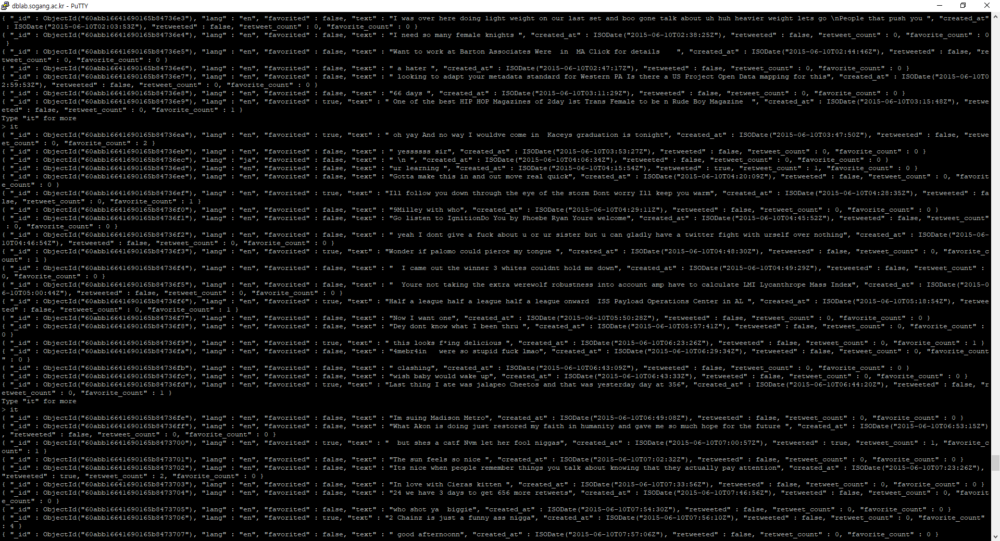 dblab.sogang.ac.kr - PuTTY
{ "_id" : ObjectId("60abb16641690165b84736e3"), "lang" : "en", "favorited" : false, "text" : "I was over here doing light weight on our last set and boo gone talk about uh huh heavier weight lets go \nPeople that push you ", "created_at"
 : ISODate("2015-06-10T02:03:53Z"), "retweeted" : false, "retweet_count" : 0, "favorite_count" : 0 }
{ "_id" : ObjectId("60abb16641690165b84736e4"), "lang" : "en", "favorited" : false, "text" : "I need so many female knights ", "created_at" : ISODate("2015-06-10T02:38:25Z"), "retweeted" : false, "retweet_count" : 0, "favorite_count" : 0
 }
{ "_id" : ObjectId("60abb16641690165b84736e5"), "lang" : "en", "favorited" : false, "text" : "Want to work at Barton Associates Were  in  MA Click for details    ", "created_at" : ISODate("2015-06-10T02:44:46Z"), "retweeted" : false, "re
tweet_count" : 0, "favorite_count" : 0 }
{ "_id" : ObjectId("60abb16641690165b84736e6"), "lang" : "en", "favorited" : false, "text" : " a hater ", "created_at" : ISODate("2015-06-10T02:47:17Z"), "retweeted" : false, "retweet_count" : 0, "favorite_count" : 0 }
{ "_id" : ObjectId("60abb16641690165b84736e7"), "lang" : "en", "favorited" : false, "text" : " looking to adapt your metadata standard for Western PA Is there a US Project Open Data mapping for this", "created_at" : ISODate("2015-06-10T0
2:59:53Z"), "retweeted" : false, "retweet_count" : 0, "favorite_count" : 0 }
{ "_id" : ObjectId("60abb16641690165b84736e8"), "lang" : "en", "favorited" : false, "text" : "66 days ", "created_at" : ISODate("2015-06-10T03:11:29Z"), "retweeted" : false, "retweet_count" : 0, "favorite_count" : 0 }
{ "_id" : ObjectId("60abb16641690165b84736e9"), "lang" : "en", "favorited" : true, "text" : " One of the best HIP HOP Magazines of 2day 1st Trans Female to be n Rude Boy Magazine  ", "created_at" : ISODate("2015-06-10T03:15:48Z"), "retwe
eted" : false, "retweet_count" : 0, "favorite_count" : 1 }
Type "it" for more
> it
{ "_id" : ObjectId("60abb16641690165b84736ea"), "lang" : "en", "favorited" : true, "text" : " oh yay And no way I wouldve come in  Kaceys graduation is tonight", "created_at" : ISODate("2015-06-10T03:47:50Z"), "retweeted" : false, "retwe
et_count" : 0, "favorite_count" : 2 }
{ "_id" : ObjectId("60abb16641690165b84736eb"), "lang" : "en", "favorited" : false, "text" : " yessssss sir", "created_at" : ISODate("2015-06-10T03:53:27Z"), "retweeted" : false, "retweet_count" : 0, "favorite_count" : 0 }
{ "_id" : ObjectId("60abb16641690165b84736ec"), "lang" : "ja", "favorited" : false, "text" : " \n ", "created_at" : ISODate("2015-06-10T04:06:34Z"), "retweeted" : false, "retweet_count" : 0, "favorite_count" : 0 }
{ "_id" : ObjectId("60abb16641690165b84736ed"), "lang" : "en", "favorited" : false, "text" : "ur learning ", "created_at" : ISODate("2015-06-10T04:15:54Z"), "retweeted" : true, "retweet_count" : 1, "favorite_count" : 0 }
{ "_id" : ObjectId("60abb16641690165b84736ee"), "lang" : "en", "favorited" : false, "text" : "Gotta make this in and out move real quick", "created_at" : ISODate("2015-06-10T04:20:09Z"), "retweeted" : false, "retweet_count" : 0, "favorit
e_count" : 0 }
{ "_id" : ObjectId("60abb16641690165b84736ef"), "lang" : "en", "favorited" : true, "text" : "Ill follow you down through the eye of the storm Dont worry Ill keep you warm", "created_at" : ISODate("2015-06-10T04:28:35Z"), "retweeted" : fa
lse, "retweet_count" : 0, "favorite_count" : 1 }
{ "_id" : ObjectId("60abb16641690165b84736f0"), "lang" : "en", "favorited" : false, "text" : "9Milley with who", "created_at" : ISODate("2015-06-10T04:29:11Z"), "retweeted" : false, "retweet_count" : 0, "favorite_count" : 0 }
{ "_id" : ObjectId("60abb16641690165b84736f1"), "lang" : "en", "favorited" : false, "text" : "Go listen to IgnitionDo You by Phoebe Ryan Youre welcome", "created_at" : ISODate("2015-06-10T04:45:52Z"), "retweeted" : false, "retweet_count"
 : 0, "favorite_count" : 0 }
{ "_id" : ObjectId("60abb16641690165b84736f2"), "lang" : "en", "favorited" : false, "text" : " yeah I dont give a fuck about u or ur sister but u can gladly have a twitter fight with urself over nothing", "created_at" : ISODate("2015-06-
10T04:46:54Z"), "retweeted" : false, "retweet_count" : 0, "favorite_count" : 0 }
{ "_id" : ObjectId("60abb16641690165b84736f3"), "lang" : "en", "favorited" : true, "text" : "Wonder if palomo could pierce my tongue ", "created_at" : ISODate("2015-06-10T04:48:30Z"), "retweeted" : false, "retweet_count" : 0, "favorite_c
ount" : 1 }
{ "_id" : ObjectId("60abb16641690165b84736f4"), "lang" : "en", "favorited" : false, "text" : "  I came out the winner 3 whites couldnt hold me down", "created_at" : ISODate("2015-06-10T04:49:29Z"), "retweeted" : false, "retweet_count" :
0, "favorite_count" : 0 }
{ "_id" : ObjectId("60abb16641690165b84736f5"), "lang" : "en", "favorited" : false, "text" : "  Youre not taking the extra werewolf robustness into account amp have to calculate LMI Lycanthrope Mass Index", "created_at" : ISODate("2015-0
6-10T05:00:44Z"), "retweeted" : false, "retweet_count" : 0, "favorite_count" : 0 }
{ "_id" : ObjectId("60abb16641690165b84736f6"), "lang" : "en", "favorited" : true, "text" : "Half a league half a league half a league onward  ISS Payload Operations Center in AL ", "created_at" : ISODate("2015-06-10T05:18:54Z"), "retwee
ted" : false, "retweet_count" : 0, "favorite_count" : 1 }
{ "_id" : ObjectId("60abb16641690165b84736f7"), "lang" : "en", "favorited" : false, "text" : "Now I want one", "created_at" : ISODate("2015-06-10T05:50:28Z"), "retweeted" : false, "retweet_count" : 0, "favorite_count" : 0 }
{ "_id" : ObjectId("60abb16641690165b84736f8"), "lang" : "en", "favorited" : false, "text" : "Dey dont know what I been thru ", "created_at" : ISODate("2015-06-10T05:57:41Z"), "retweeted" : false, "retweet_count" : 0, "favorite_count" :
0 }
{ "_id" : ObjectId("60abb16641690165b84736f9"), "lang" : "en", "favorited" : true, "text" : " this looks f*ing delicious ", "created_at" : ISODate("2015-06-10T06:23:26Z"), "retweeted" : false, "retweet_count" : 0, "favorite_count" : 1 }
{ "_id" : ObjectId("60abb16641690165b84736fa"), "lang" : "en", "favorited" : false, "text" : "4mebr4in   were so stupid fuck lmao", "created_at" : ISODate("2015-06-10T06:29:34Z"), "retweeted" : false, "retweet_count" : 0, "favorite_count
" : 0 }
{ "_id" : ObjectId("60abb16641690165b84736fb"), "lang" : "en", "favorited" : false, "text" : " clashing", "created_at" : ISODate("2015-06-10T06:43:09Z"), "retweeted" : false, "retweet_count" : 0, "favorite_count" : 0 }
{ "_id" : ObjectId("60abb16641690165b84736fc"), "lang" : "en", "favorited" : false, "text" : "wish baby would wake up", "created_at" : ISODate("2015-06-10T06:43:33Z"), "retweeted" : false, "retweet_count" : 0, "favorite_count" : 0 }
{ "_id" : ObjectId("60abb16641690165b84736fd"), "lang" : "en", "favorited" : true, "text" : "Last thing I ate was jalapeo Cheetos and that was yesterday day at 356", "created_at" : ISODate("2015-06-10T06:44:20Z"), "retweeted" : false, "r
etweet_count" : 0, "favorite_count" : 1 }
Type "it" for more
> it
{ "_id" : ObjectId("60abb16641690165b84736fe"), "lang" : "en", "favorited" : false, "text" : "Im suing Madison Metro", "created_at" : ISODate("2015-06-10T06:49:08Z"), "retweeted" : false, "retweet_count" : 0, "favorite_count" : 0 }
{ "_id" : ObjectId("60abb16641690165b84736ff"), "lang" : "en", "favorited" : false, "text" : "What Akon is doing just restored my faith in humanity and gave me so much hope for the future ", "created_at" : ISODate("2015-06-10T06:53:15Z")
, "retweeted" : false, "retweet_count" : 0, "favorite_count" : 0 }
{ "_id" : ObjectId("60abb16641690165b8473700"), "lang" : "en", "favorited" : true, "text" : "  but shes a catf Nvm let her fool niggas", "created_at" : ISODate("2015-06-10T07:00:57Z"), "retweeted" : true, "retweet_count" : 1, "favorite_c
ount" : 1 }
{ "_id" : ObjectId("60abb16641690165b8473701"), "lang" : "en", "favorited" : false, "text" : "The sun feels so nice ", "created_at" : ISODate("2015-06-10T07:02:32Z"), "retweeted" : false, "retweet_count" : 0, "favorite_count" : 0 }
{ "_id" : ObjectId("60abb16641690165b8473702"), "lang" : "en", "favorited" : false, "text" : "Its nice when people remember things you talk about knowing that they actually pay attention", "created_at" : ISODate("2015-06-10T07:23:26Z"),
"retweeted" : true, "retweet_count" : 2, "favorite_count" : 0 }
{ "_id" : ObjectId("60abb16641690165b8473703"), "lang" : "en", "favorited" : false, "text" : "In love with Cieras kitten ", "created_at" : ISODate("2015-06-10T07:33:56Z"), "retweeted" : false, "retweet_count" : 0, "favorite_count" : 0 }
{ "_id" : ObjectId("60abb16641690165b8473704"), "lang" : "en", "favorited" : false, "text" : "24 we have 3 days to get 656 more retweets", "created_at" : ISODate("2015-06-10T07:46:56Z"), "retweeted" : false, "retweet_count" : 0, "favorit
e_count" : 0 }
{ "_id" : ObjectId("60abb16641690165b8473705"), "lang" : "en", "favorited" : false, "text" : "who shot ya  biggie", "created_at" : ISODate("2015-06-10T07:54:30Z"), "retweeted" : false, "retweet_count" : 0, "favorite_count" : 0 }
{ "_id" : ObjectId("60abb16641690165b8473706"), "lang" : "en", "favorited" : true, "text" : "2 Chainz is just a funny ass nigga", "created_at" : ISODate("2015-06-10T07:56:10Z"), "retweeted" : false, "retweet_count" : 0, "favorite_count"
: 4 }
{ "_id" : ObjectId("60abb16641690165b8473707"), "lang" : "en", "favorited" : false, "text" : " good afternoonn", "created_at" : ISODate("2015-06-10T07:57:06Z"), "retweeted" : false, "retweet_count" : 0, "favorite_count" : 0 }